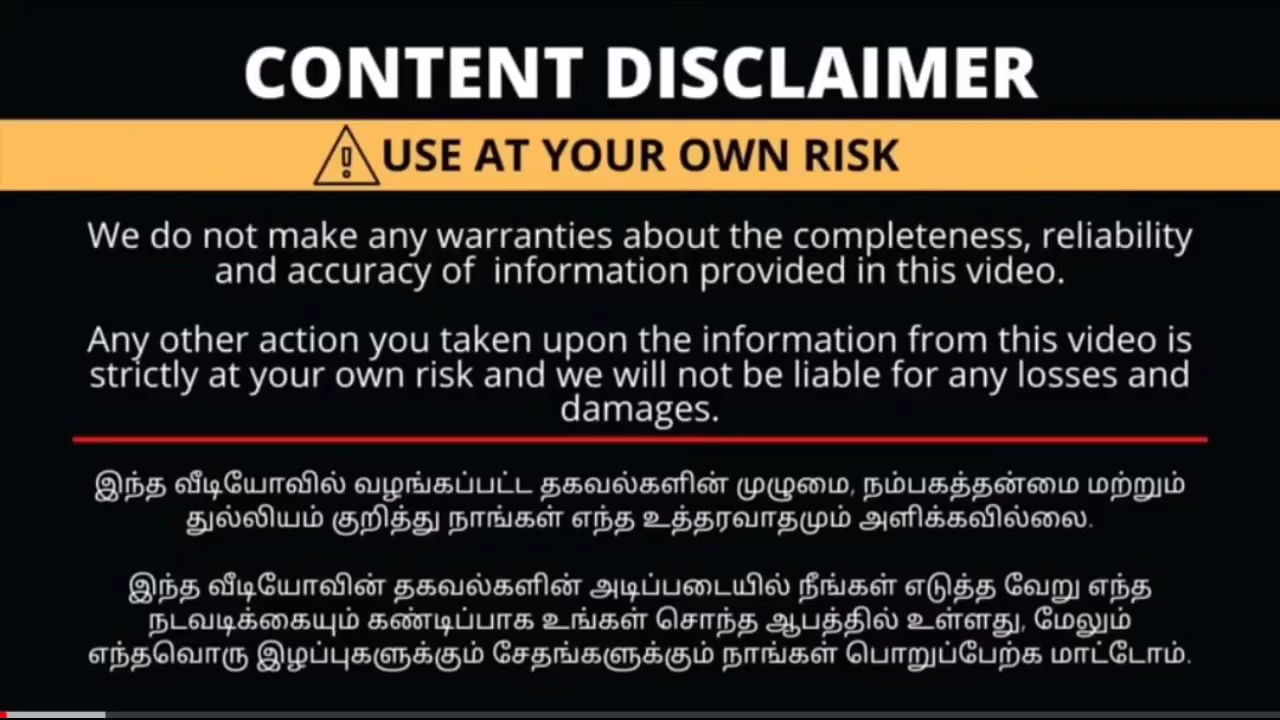 CONTENT DISCLAIMER
USE AT YOUR OWN RISK
We do not make any warranties about the completeness, reliability
and accuracy of information provided in this video.
Any other action you taken upon the information from this video is
strictly at your own risk and we will not be liable for any losses and
damages.
இந்த வீடியோவில் வழங்கப்பட்ட தகவல்களின் முழுமை, நம்பகத்தன்மை மற்றும்
துல்லியம் குறித்து நாங்கள் எந்த உத்தரவாதமும் அளிக்கவில்லை.
இந்த வீடியோவின் தகவல்களின் அடிப்படையில் நீங்கள் எடுத்த வேறு எந்த
நடவடிக்கையும் கண்டிப்பாக உங்கள் சொந்த ஆபத்தில் உள்ளது, மேலும்
எந்தவொரு இழப்புகளுக்கும் சேதங்களுக்கும் நாங்கள் பொறுப்பேற்க மாட்டோம்.